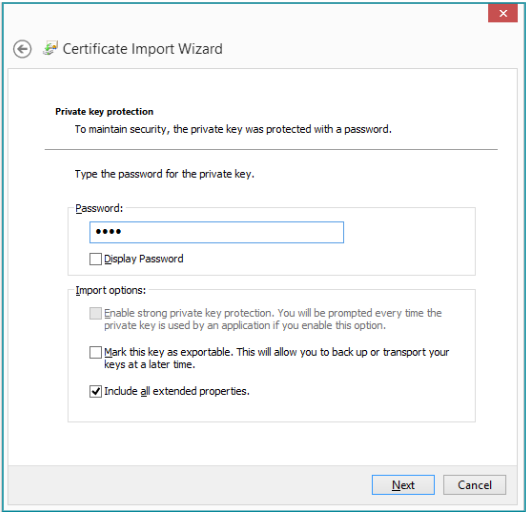 Certificate Import Wizard
Private key protection
To maintain security, the private key was protected with a password.
Type the password for the private key.
Password:
••••
Display Password
Import options:
Enable strong private key protection. You will be prompted every time the
private key is used by an application if you enable this option.
Mark this key as exportable. This will allow you to back up or transport your
keys at a later time.
Include all extended properties.
Next Cancel